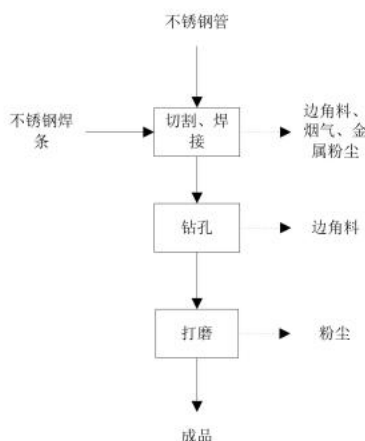 不锈钢管
不锈钢焊
条
切割、焊
接
边角料、
烟气、金
属粉尘
钻孔
边角料
打磨
粉尘
成品